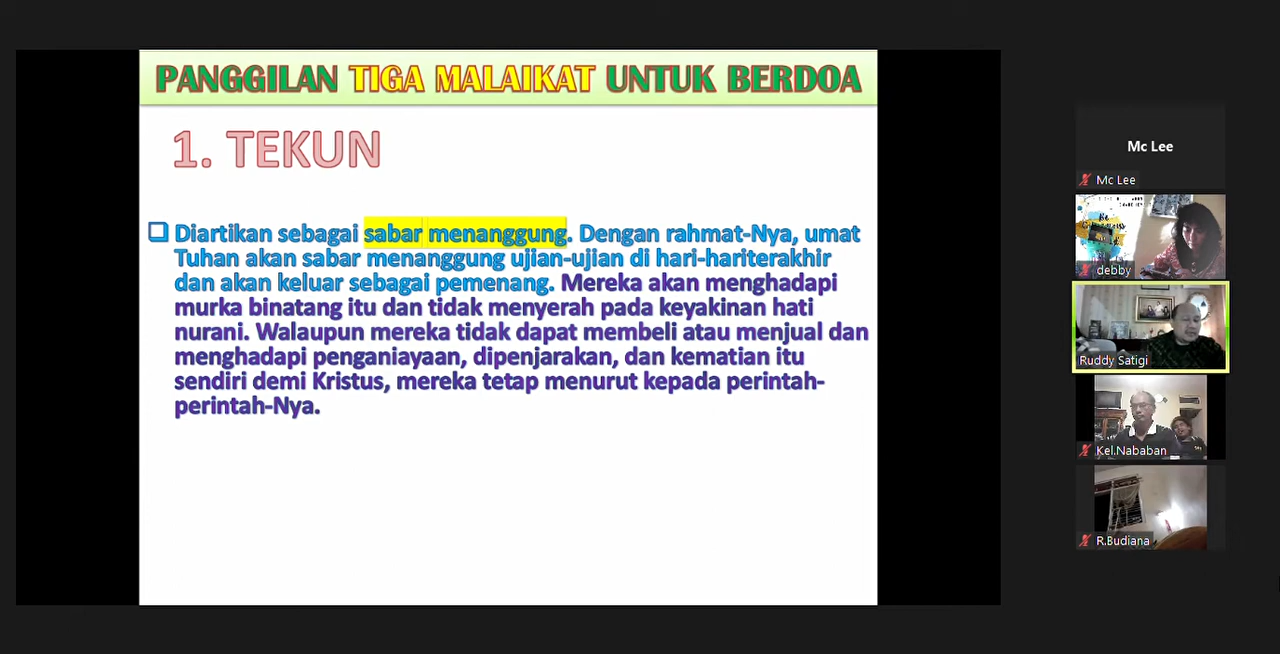 PANGGILAN TIGA MALAIKAT UNTUK BERDOA
1. TEKUN
Diartikan sebagai sabar menanggung. Dengan rahmat-Nya, umat
Tuhan akan sabar menanggung ujian-ujian di hari-hariterakhir
dan akan keluar sebagai pemenang. Mereka akan menghadapi
murka binatang itu dan tidak menyerah pada keyakinan hati
nurani. Walaupun mereka tidak dapat membeli atau menjual dan
menghadapi penganiayaan, dipenjarakan, dan kematian itu
sendiri demi Kristus, mereka tetap menurut kepada perintah-
perintah-Nya.
Mc Lee
Mc Lee
debby
Ruddy Satigi
Kel.Nababan
R.Budiana